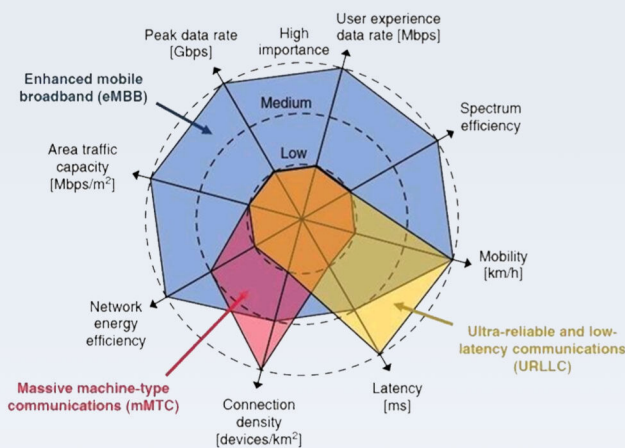 Peak data rate
[Gbps]
High
importance
User experience
data rate [Mbps]
Enhanced mobile
broadband (eMBB)
Medium
Spectrum
efficiency
Area traffic
capacity
[Mbps/m²]
Low
Mobility
[km/h]
Network
energy
efficiency
Ultra-reliable and low-
latency communications
(URLLC)
Massive machine-type
communications (mMTC)
Connection
density
[devices/km²]
Latency
[ms]